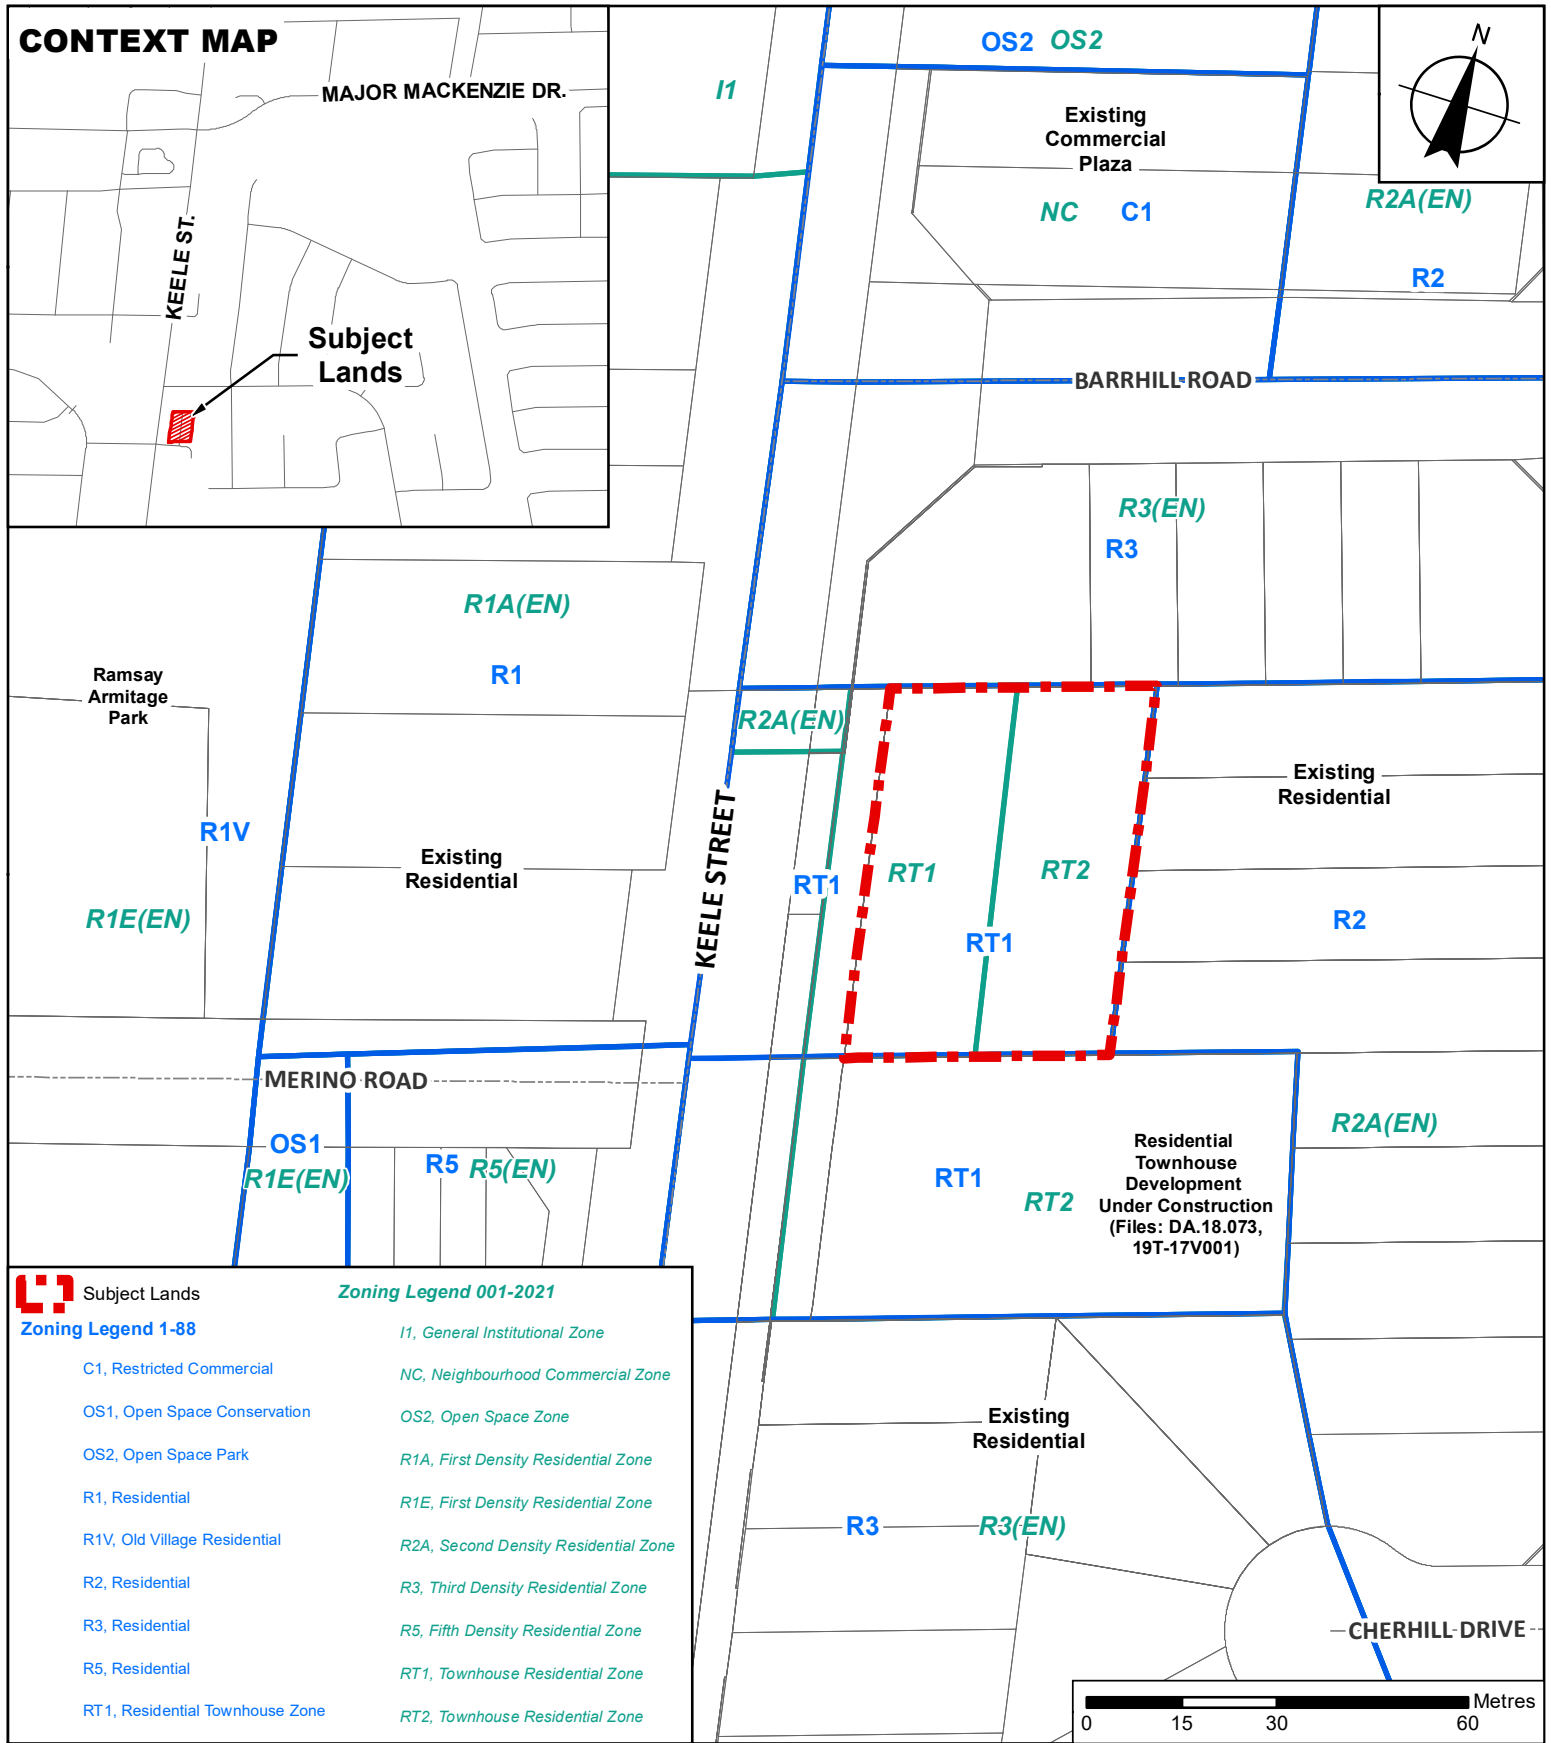 CONTEXT MAP
MAJOR MACKENZIE DR.
KEELE ST.
Subject
Lands
N
OS2 OS2
I1
Existing
Commercial
Plaza
NC C1
R2A(EN)
R2
BARRHILL ROAD
R3(EN)
R3
R1A(EN)
R1
Ramsay
Armitage
Park
R2A(EN)
Existing
Residential
R1V
KEELE STREET
Existing
Residential
RT1
RT1
RT2
R1E(EN)
R2
RT1
MERINO ROAD
OS1
R1E(EN)
R5 R5(EN)
R2A(EN)
RT1
RT2
Residential
Townhouse
Development
Under Construction
(Files: DA.18.073,
19T-17V001)
Existing
Residential
R3
R3(EN)
CHERHILL DRIVE
Subject Lands
Zoning Legend 1-88
C1, Restricted Commercial
OS1, Open Space Conservation
OS2, Open Space Park
R1, Residential
R1V, Old Village Residential
R2, Residential
R3, Residential
R5, Residential
RT1, Residential Townhouse Zone
Zoning Legend 001-2021
I1, General Institutional Zone
NC, Neighbourhood Commercial Zone
OS2, Open Space Zone
R1A, First Density Residential Zone
R1E, First Density Residential Zone
R2A, Second Density Residential Zone
R3, Third Density Residential Zone
R5, Fifth Density Residential Zone
RT1, Townhouse Residential Zone
RT2, Townhouse Residential Zone
Metres
0 15 30 60